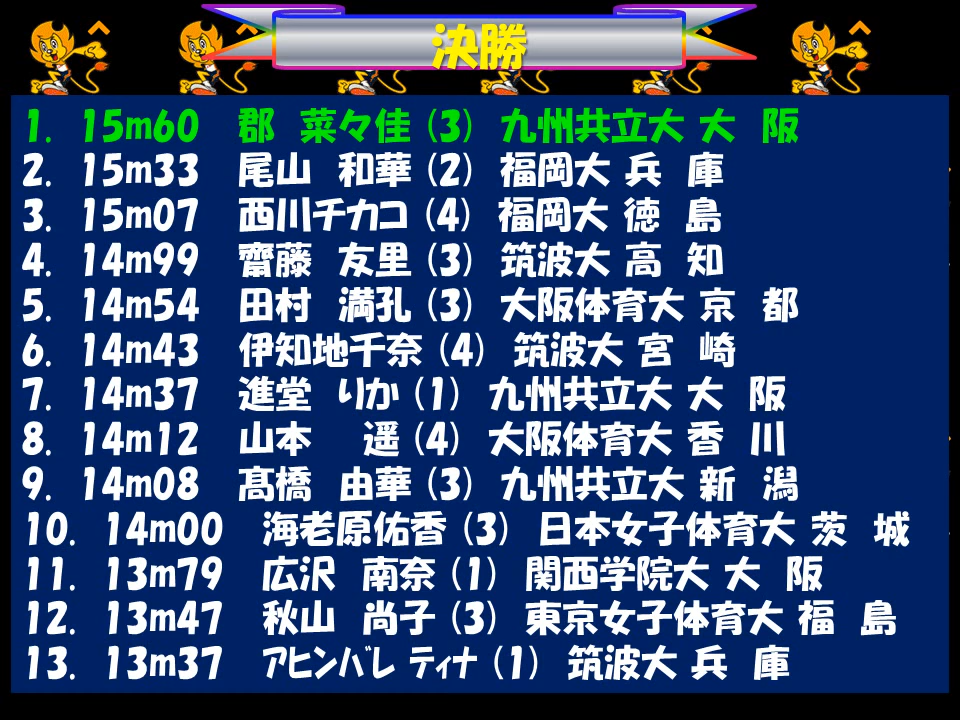 決勝
1. 15m60 郡 菜々佳 (3) 九州共立大 大 阪
2. 15m33 尾山 和華 (2) 福岡大 兵 庫
3. 15m07 西川チカコ (4) 福岡大 徳 島
4. 14m99 齋藤 友里 (3) 筑波大 高 知
5. 14m54 田村 満孔 (3) 大阪体育大 京 都
6. 14m43 伊知地千奈 (4) 筑波大 宮 崎
7. 14m37 進堂 りか (1) 九州共立大 大 阪
8. 14m12 山本 遥 (4) 大阪体育大 香 川
9. 14m08 髙橋 由華 (3) 九州共立大 新 潟
10. 14m00 海老原佑香 (3) 日本女子体育大 茨 城
11. 13m79 広沢 南奈 (1) 関西学院大 大 阪
12. 13m47 秋山 尚子 (3) 東京女子体育大 福 島
13. 13m37 アヒンバレ ティナ (1) 筑波大 兵 庫